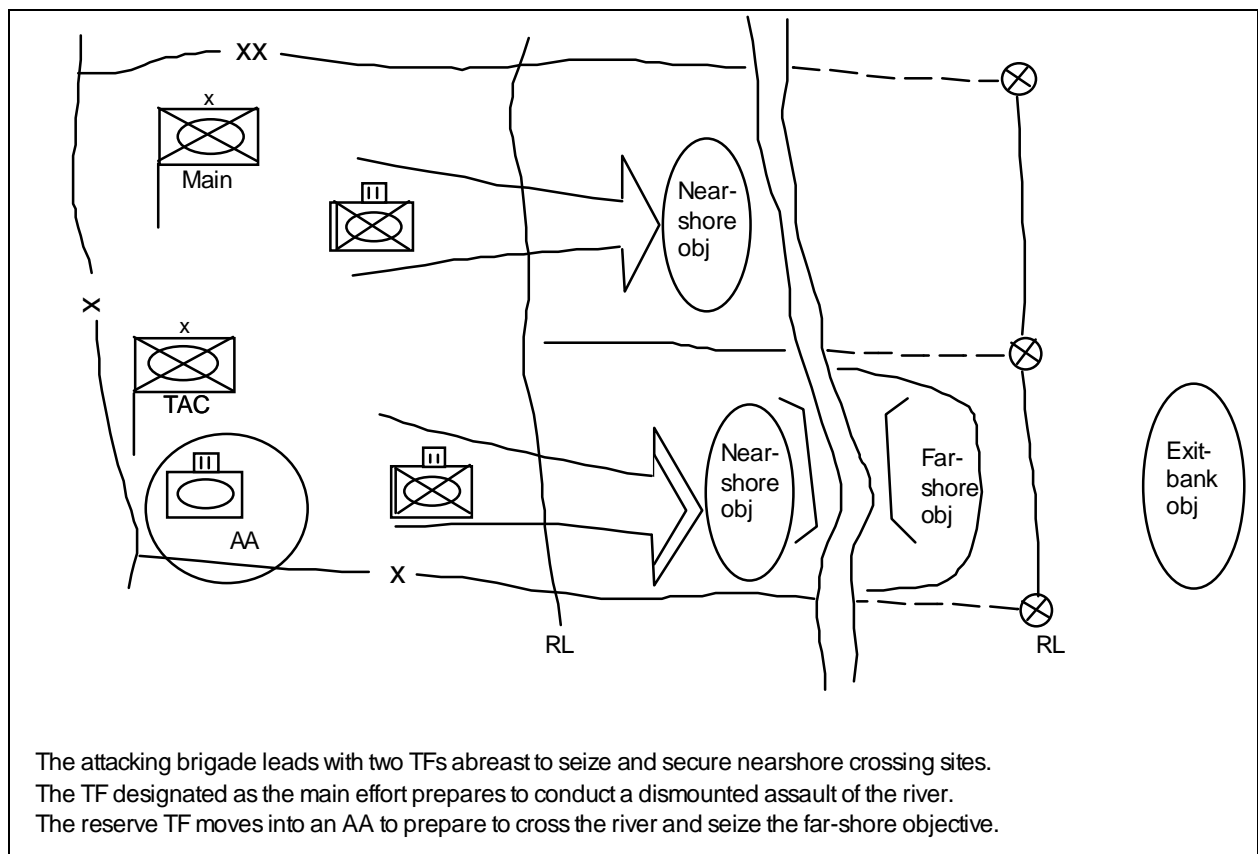 XX
x
Main
II
Near-
shore
obj
X
x
TAC
II
AA
II
Near-
shore
obj
Far-
shore
obj
Exit-
bank
obj
X
RL
RL
The attacking brigade leads with two TFs abreast to seize and secure nearshore crossing sites.
The TF designated as the main effort prepares to conduct a dismounted assault of the river.
The reserve TF moves into an AA to prepare to cross the river and seize the far-shore objective.